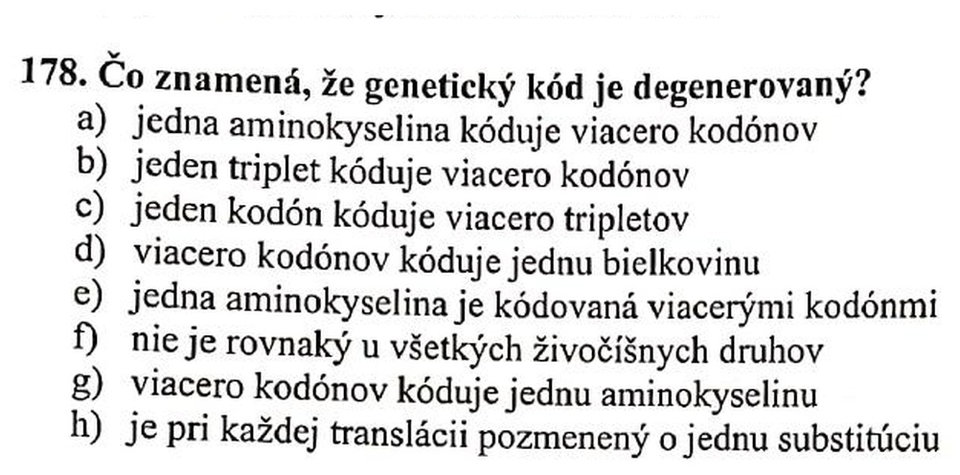 178. Čo znamená, že genetický kód je degenerovaný?
a) jedna aminokyselina kóduje viacero kodónov
b) jeden triplet kóduje viacero kodónov
c) jeden kodón kóduje viacero tripletov
d) viacero kodónov kóduje jednu bielkovinu
e) jedna aminokyselina je kódovaná viacerými kodónmi
f) nie je rovnaký u všetkých živočíšnych druhov
g) viacero kodónov kóduje jednu aminokyselinu
h) je pri každej translácii pozmenený o jednu substitúciu